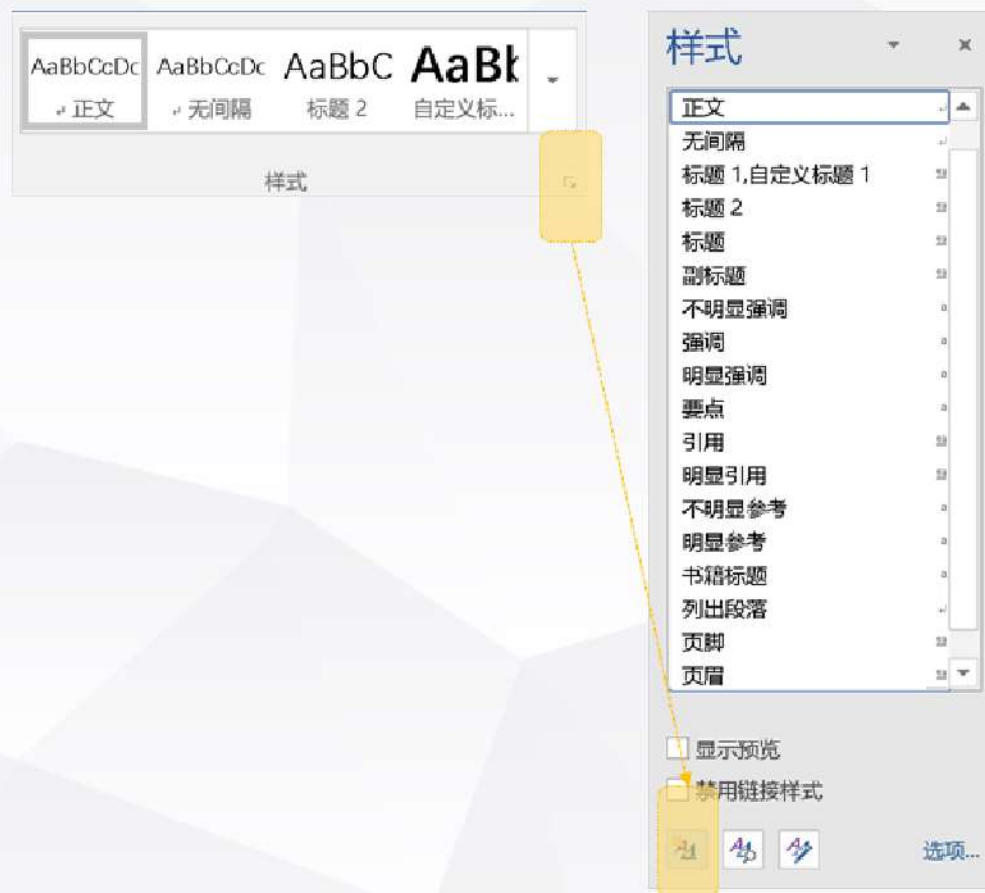 AaBbCcDc AaBbCcDc AaBbC AaBb
↵ 正文 ↵ 无间隔 标题 2 自定义标...
样式
样式
正文
无间隔
标题 1,自定义标题 1
标题 2
标题
副标题
不明显强调
强调
明显强调
要点
引用
明显引用
不明显参考
明显参考
书籍标题
列出段落
页脚
页眉
显示预览
禁用链接样式
选项...